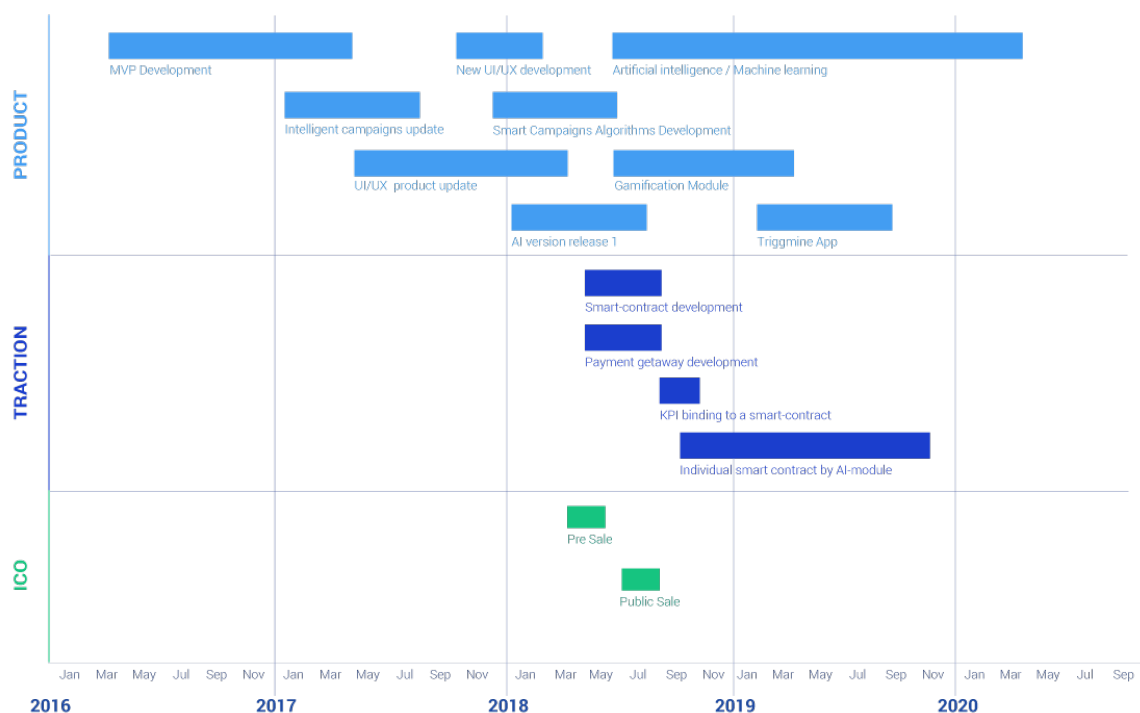 PRODUCT
MVP Development
New UI/UX development
Artificial intelligence / Machine learning
Intelligent campaigns update
Smart Campaigns Algorithms Development
UI/UX product update
Gamification Module
AI version release 1
Triggmine App
TRACTION
Smart-contract development
Payment getaway development
KPI binding to a smart-contract
Individual smart contract by AI-module
ICO
Pre Sale
Public Sale
Jan Mar May Jul Sep Nov Jan Mar May Jul Sep Nov Jan Mar May Jul Sep Nov Jan Mar May Jul Sep Nov Jan Mar May Jul Sep
2016 2017 2018 2019 2020